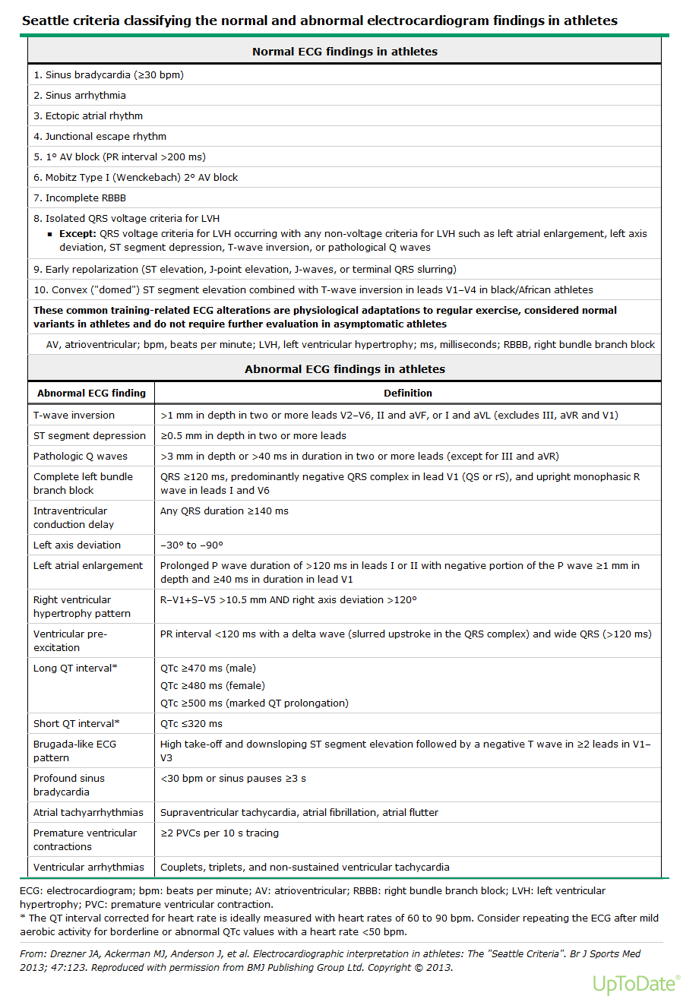 Seattle criteria classifying the normal and abnormal electrocardiogram findings in athletes
Normal ECG findings in athletes
1. Sinus bradycardia (≥30 bpm)
2. Sinus arrhythmia
3. Ectopic atrial rhythm
4. Junctional escape rhythm
5. 1° AV block (PR interval >200 ms)
6. Mobitz Type I (Wenckebach) 2° AV block
7. Incomplete RBBB
8. Isolated QRS voltage criteria for LVH
▪ Except: QRS voltage criteria for LVH occurring with any non-voltage criteria for LVH such as left atrial enlargement, left axis
deviation, ST segment depression, T-wave inversion, or pathological Q waves
9. Early repolarization (ST elevation, J-point elevation, J-waves, or terminal QRS slurring)
10. Convex ("domed") ST segment elevation combined with T-wave inversion in leads V1–V4 in black/African athletes
These common training-related ECG alterations are physiological adaptations to regular exercise, considered normal
variants in athletes and do not require further evaluation in asymptomatic athletes
AV, atrioventricular; bpm, beats per minute; LVH, left ventricular hypertrophy; ms, milliseconds; RBBB, right bundle branch block
Abnormal ECG findings in athletes
Abnormal ECG finding Definition
T-wave inversion >1 mm in depth in two or more leads V2–V6, II and aVF, or I and aVL (excludes III, aVR and V1)
ST segment depression ≥0.5 mm in depth in two or more leads
Pathologic Q waves >3 mm in depth or >40 ms in duration in two or more leads (except for III and aVR)
Complete left bundle QRS ≥120 ms, predominantly negative QRS complex in lead V1 (QS or rS), and upright monophasic R
branch block wave in leads I and V6
Intraventricular Any QRS duration ≥140 ms
conduction delay
Left axis deviation –30° to –90°
Left atrial enlargement Prolonged P wave duration of >120 ms in leads I or II with negative portion of the P wave ≥1 mm in
depth and ≥40 ms in duration in lead V1
Right ventricular R–V1+S–V5 >10.5 mm AND right axis deviation >120°
hypertrophy pattern
Ventricular pre- PR interval <120 ms with a delta wave (slurred upstroke in the QRS complex) and wide QRS (>120 ms)
excitation
Long QT interval* QTc ≥470 ms (male)
QTc ≥480 ms (female)
QTc ≥500 ms (marked QT prolongation)
Short QT interval* QTc ≤320 ms
Brugada-like ECG High take-off and downsloping ST segment elevation followed by a negative T wave in ≥2 leads in V1–
pattern V3
Profound sinus <30 bpm or sinus pauses ≥3 s
bradycardia
Atrial tachyarrhythmias Supraventricular tachycardia, atrial fibrillation, atrial flutter
Premature ventricular ≥2 PVCs per 10 s tracing
contractions
Ventricular arrhythmias Couplets, triplets, and non-sustained ventricular tachycardia
ECG: electrocardiogram; bpm: beats per minute; AV: atrioventricular; RBBB: right bundle branch block; LVH: left ventricular
hypertrophy; PVC: premature ventricular contraction.
* The QT interval corrected for heart rate is ideally measured with heart rates of 60 to 90 bpm. Consider repeating the ECG after mild
aerobic activity for borderline or abnormal QTc values with a heart rate <50 bpm.
From: Drezner JA, Ackerman MJ, Anderson J, et al. Electrocardiographic interpretation in athletes: The "Seattle Criteria". Br J Sports Med
2013; 47:123. Reproduced with permission from BMJ Publishing Group Ltd. Copyright © 2013.
UpToDate®